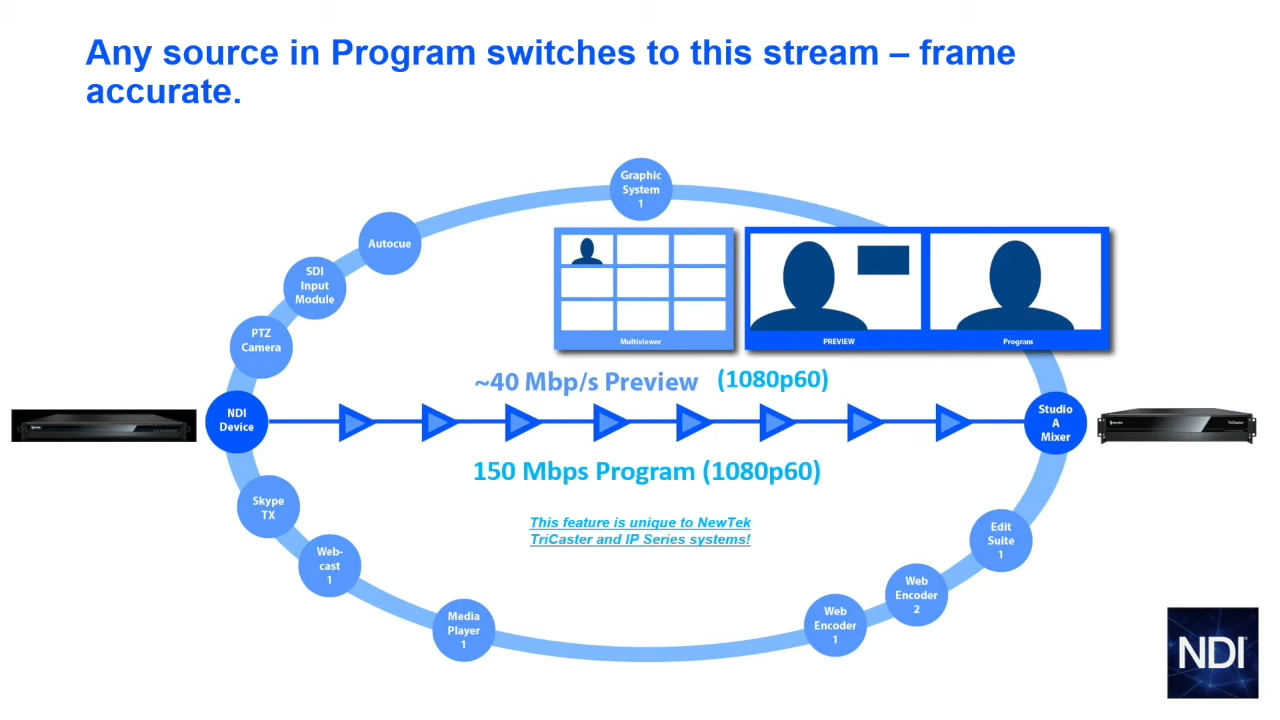 Any source in Program switches to this stream – frame
accurate.
Graphic
System
1
Autocue
SDI
Input
Module
PTZ
Camera
Multiviewer
PREVIEW
Program
~40 Mbp/s Preview (1080p60)
NDI
Device
Studio
A
Mixer
TriCaster
150 Mbps Program (1080p60)
Skype
TX
This feature is unique to NewTek
TriCaster and IP Series systems!
Edit
Suite
1
Web-
cast
1
Web
Encoder
2
Media
Player
1
Web
Encoder
1
NDI